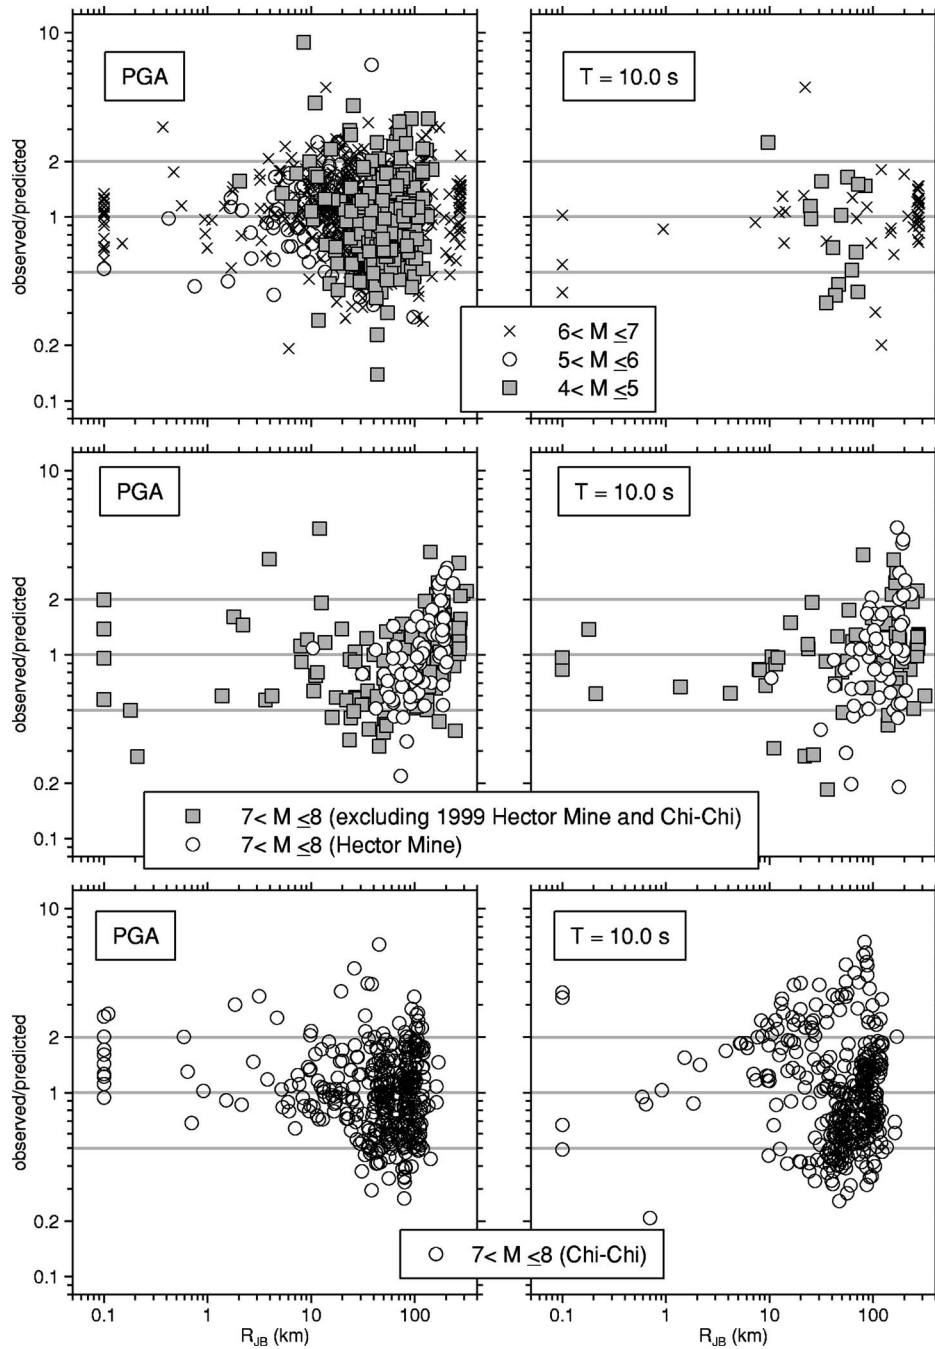 PGA
T = 10.0 s
10
2
1
0.2
0.1
observed/predicted
6< M ≤7
5< M ≤6
4< M ≤5
PGA
T = 10.0 s
10
2
1
0.2
0.1
observed/predicted
7< M ≤8 (excluding 1999 Hector Mine and Chi-Chi)
7< M ≤8 (Hector Mine)
PGA
T = 10.0 s
10
2
1
0.2
0.1
observed/predicted
7< M ≤8 (Chi-Chi)
0.1 1 10 100
0.1 1 10 100
R_JB (km)
R_JB (km)